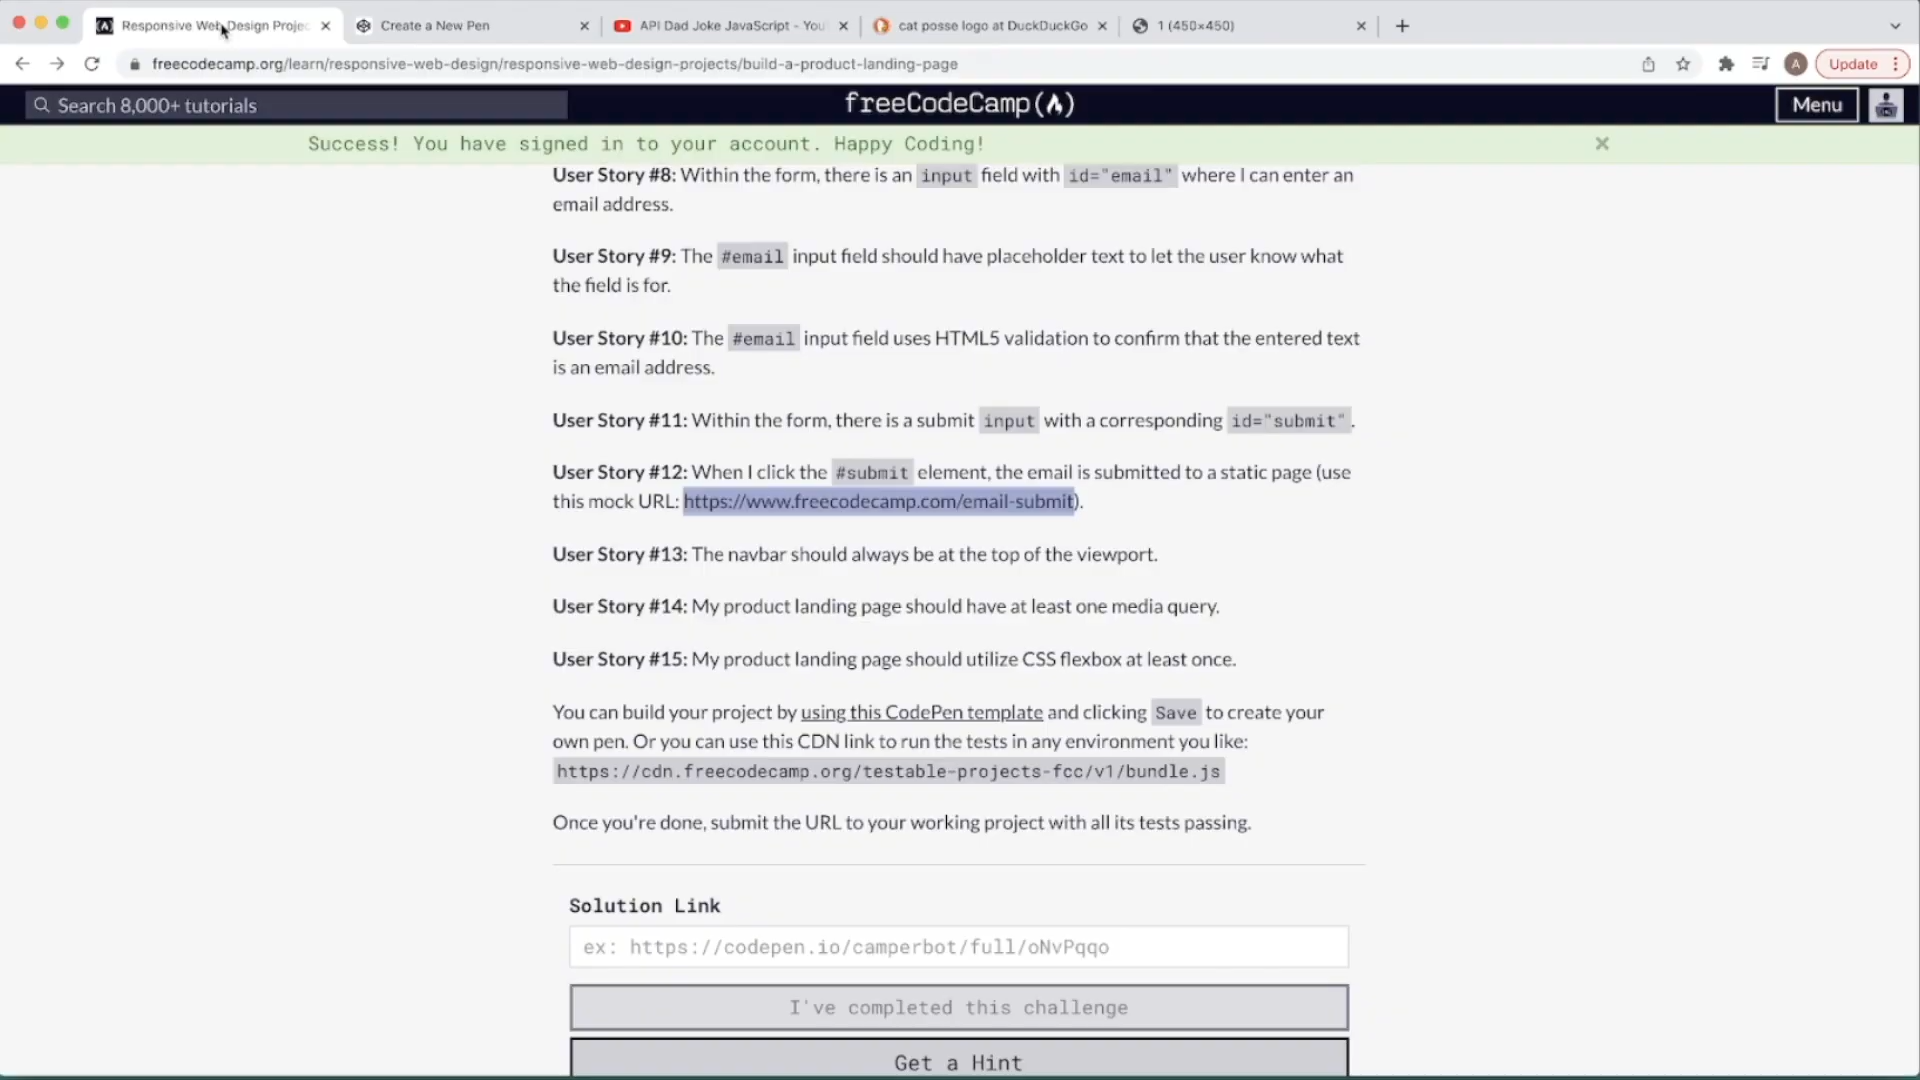 Responsive Web Design Projec
Create a New Pen
API Dad Joke JavaScript - You
cat posse logo at DuckDuckGo
1 (450×450)
freecodecamp.org/learn/responsive-web-design/responsive-web-design-projects/build-a-product-landing-page
A
Update
Search 8,000+ tutorials
freeCodeCamp
Menu
Success! You have signed in to your account. Happy Coding!
User Story #8: Within the form, there is an input field with id="email" where I can enter an
email address.
User Story #9: The #email input field should have placeholder text to let the user know what
the field is for.
User Story #10: The #email input field uses HTML5 validation to confirm that the entered text
is an email address.
User Story #11: Within the form, there is a submit input with a corresponding id="submit".
User Story #12: When I click the #submit element, the email is submitted to a static page (use
this mock URL: https://www.freecodecamp.com/email-submit).
User Story #13: The navbar should always be at the top of the viewport.
User Story #14: My product landing page should have at least one media query.
User Story #15: My product landing page should utilize CSS flexbox at least once.
You can build your project by using this CodePen template and clicking Save to create your
own pen. Or you can use this CDN link to run the tests in any environment you like:
https://cdn.freecodecamp.org/testable-projects-fcc/v1/bundle.js
Once you're done, submit the URL to your working project with all its tests passing.
Solution Link
ex: https://codepen.io/camperbot/full/oNvPqqo
I've completed this challenge
Get a Hint